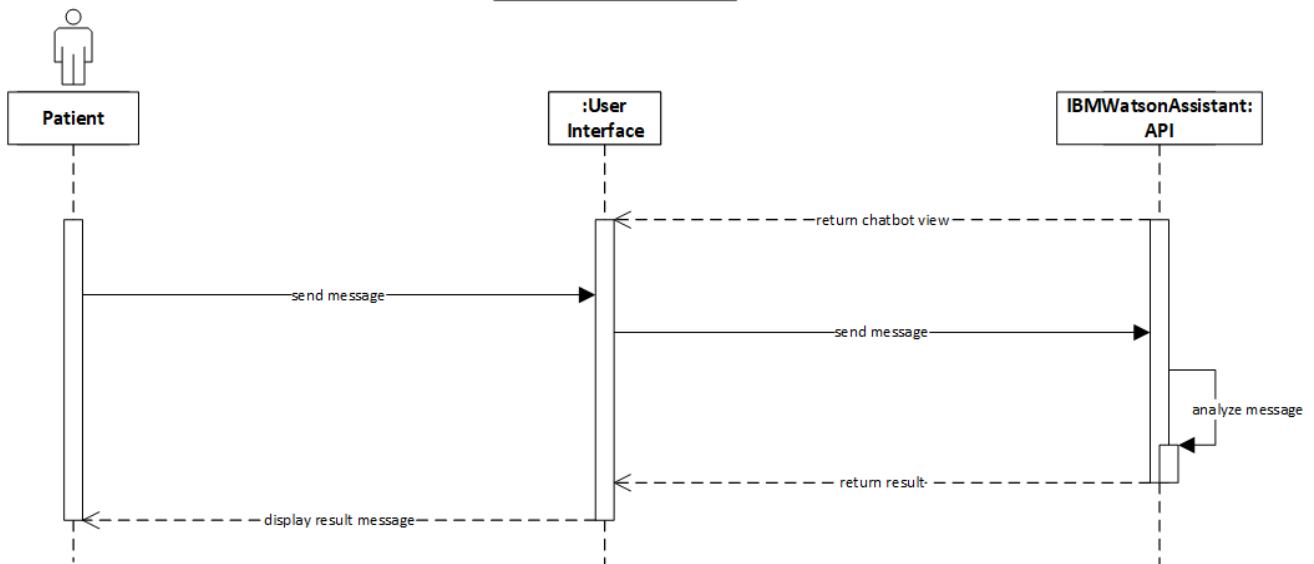 Patient
:User
Interface
IBMWatsonAssistant:
API
return chatbot view
send message
send message
analyze message
return result
display result message